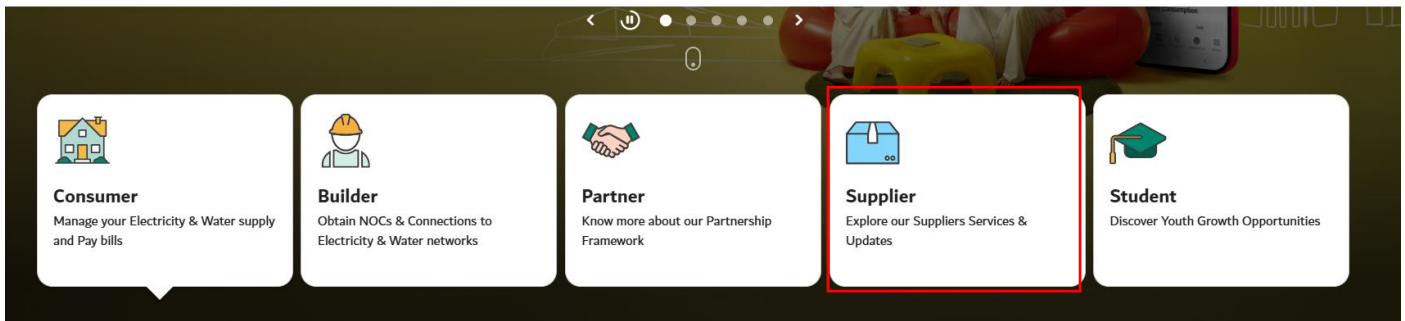 Consumption
Consumer
Manage your Electricity & Water supply
and Pay bills
Builder
Obtain NOCs & Connections to
Electricity & Water networks
Partner
Know more about our Partnership
Framework
Supplier
Explore our Suppliers Services &
Updates
Student
Discover Youth Growth Opportunities